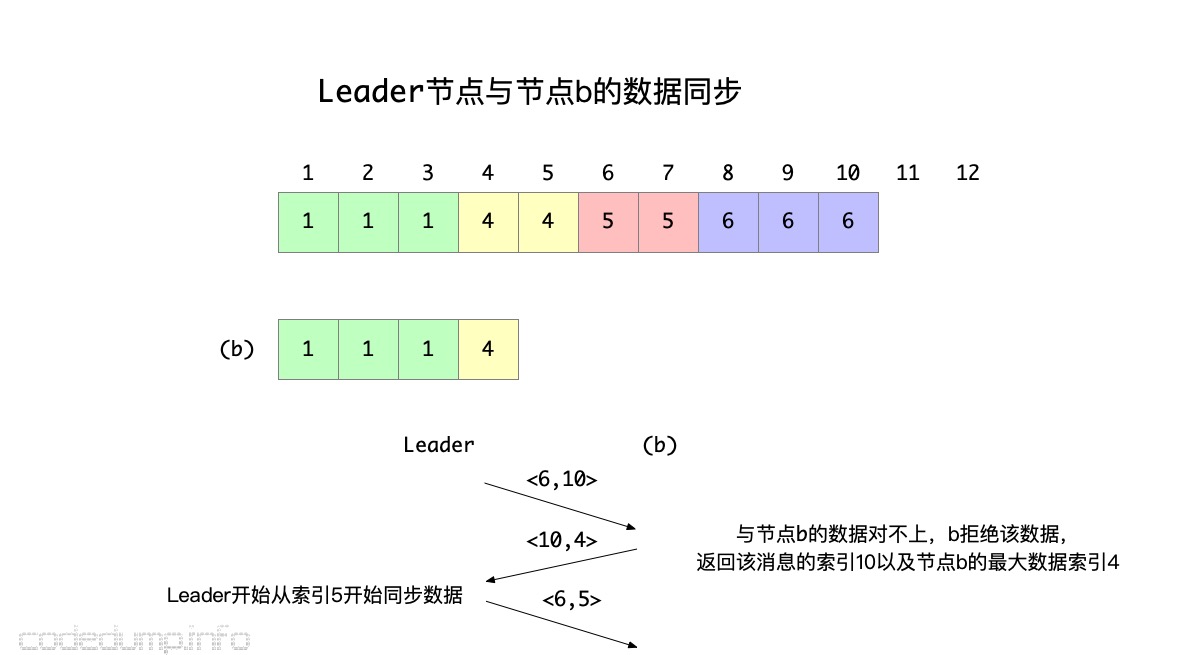 Leader节点与节点b的数据同步
1 2 3 4 5 6 7 8 9 10 11 12
1 1 1 4 4 5 5 6 6 6
(b) 1 1 1 4
Leader (b)
<6,10>
<10,4>
与节点b的数据对不上，b拒绝该数据，
返回该消息的索引10以及节点b的最大数据索引4
Leader开始从索引5开始同步数据
<6,5>
codedump.info